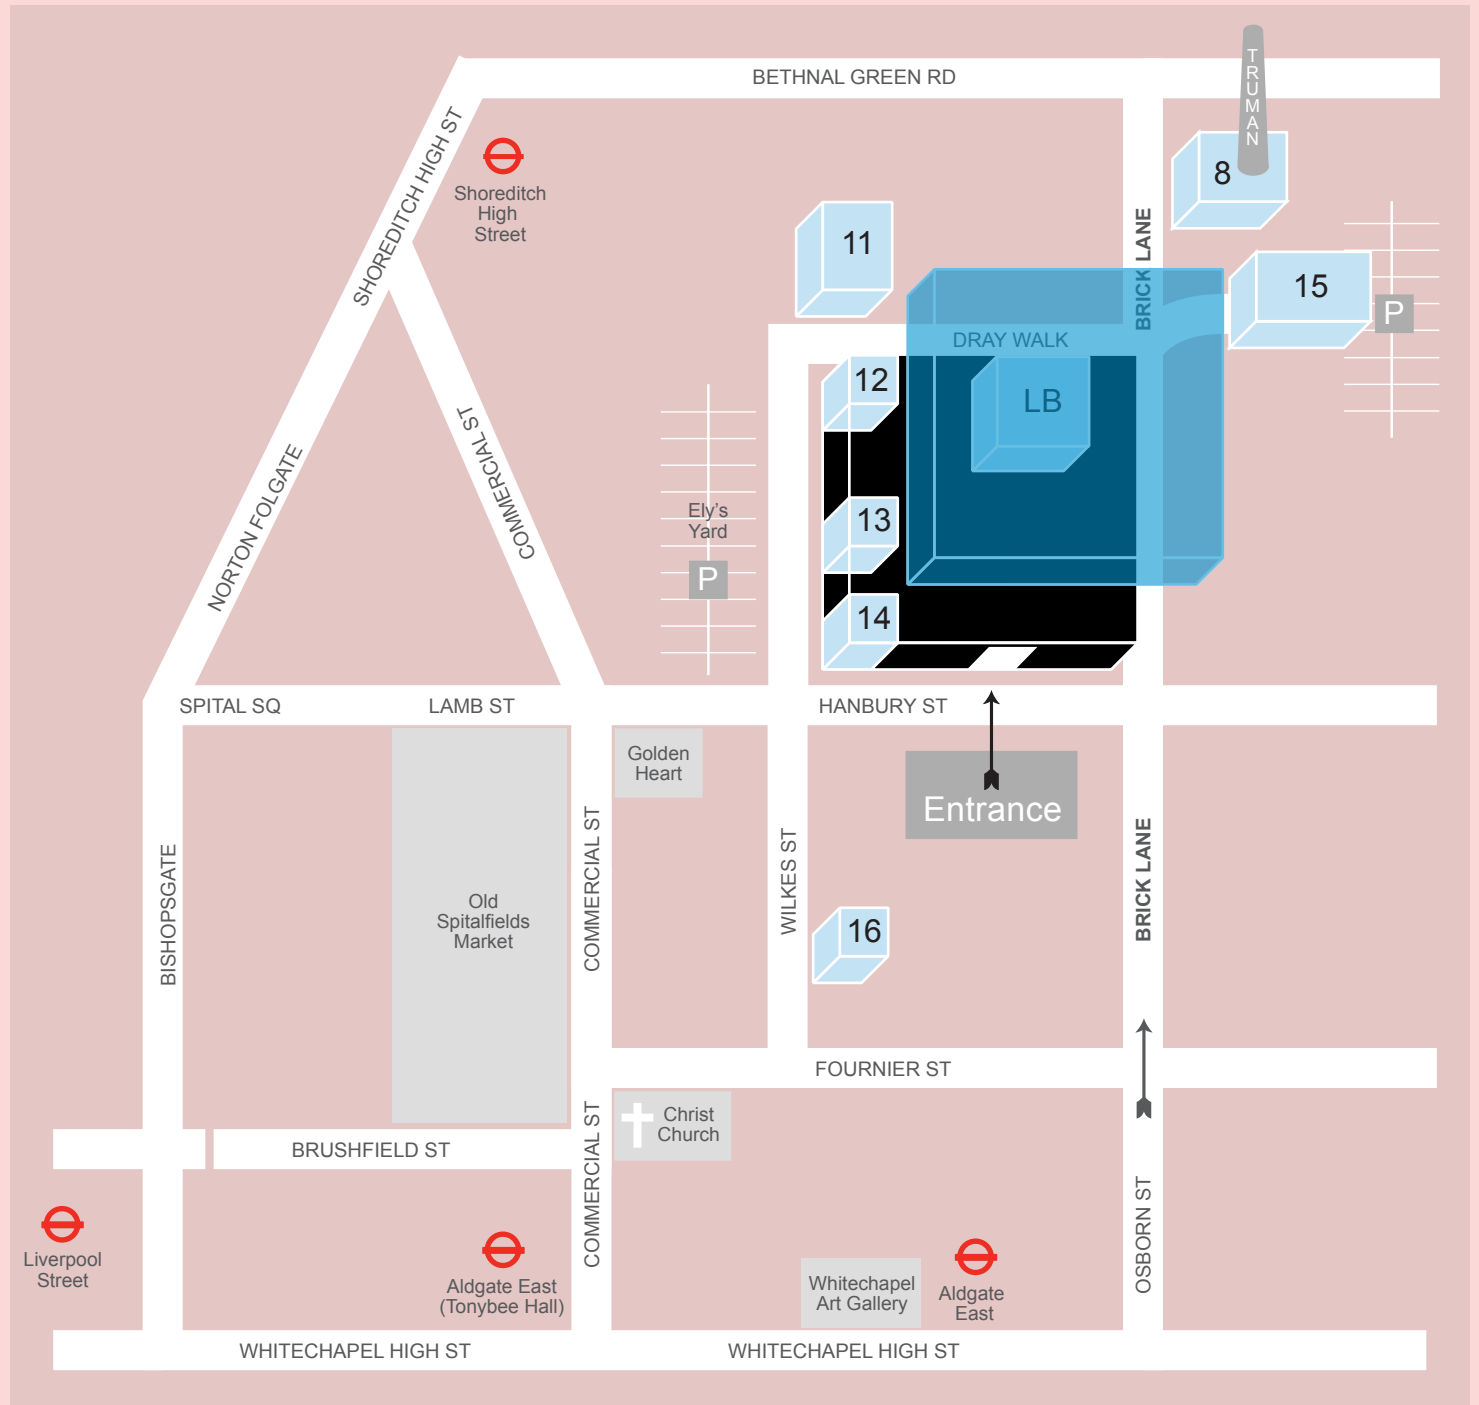 BETHNAL GREEN RD
TRUMAN
SHOREDITCH HIGH ST
Shoreditch
High
Street
8
BRICK LANE
11
15
P
DRAY WALK
12
LB
COMMERCIAL ST
NORTON FOLGATE
Ely's
Yard
13
P
14
SPITAL SQ
LAMB ST
HANBURY ST
Golden
Heart
Entrance
BISHOPSGATE
Old
Spitalfields
Market
COMMERCIAL ST
WILKES ST
BRICK LANE
16
FOURNIER ST
Christ
Church
BRUSHFIELD ST
COMMERCIAL ST
OSBORN ST
Liverpool
Street
Aldgate East
(Tonybee Hall)
Whitechapel
Art Gallery
Aldgate
East
WHITECHAPEL HIGH ST
WHITECHAPEL HIGH ST